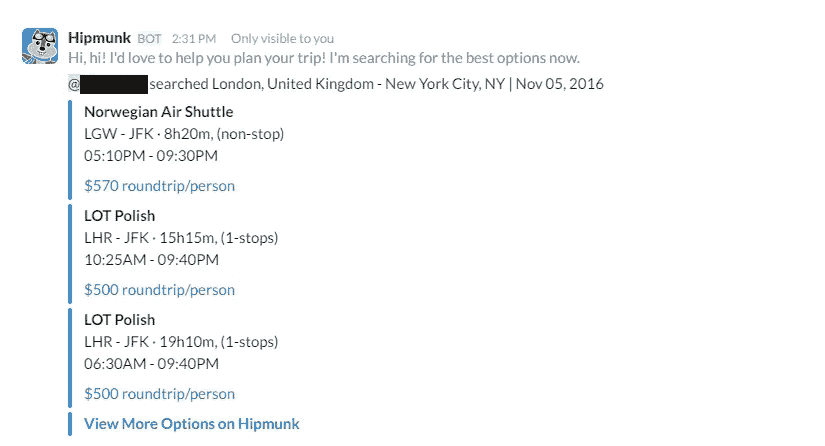 Hipmunk BOT 2:31 PM Only visible to you
Hi, hi! I'd love to help you plan your trip! I'm searching for the best options now.
@ searched London, United Kingdom - New York City, NY | Nov 05, 2016
Norwegian Air Shuttle
LGW - JFK · 8h20m, (non-stop)
05:10PM - 09:30PM
$570 roundtrip/person
LOT Polish
LHR - JFK · 15h15m, (1-stops)
10:25AM - 09:40PM
$500 roundtrip/person
LOT Polish
LHR - JFK · 19h10m, (1-stops)
06:30AM - 09:40PM
$500 roundtrip/person
View More Options on Hipmunk